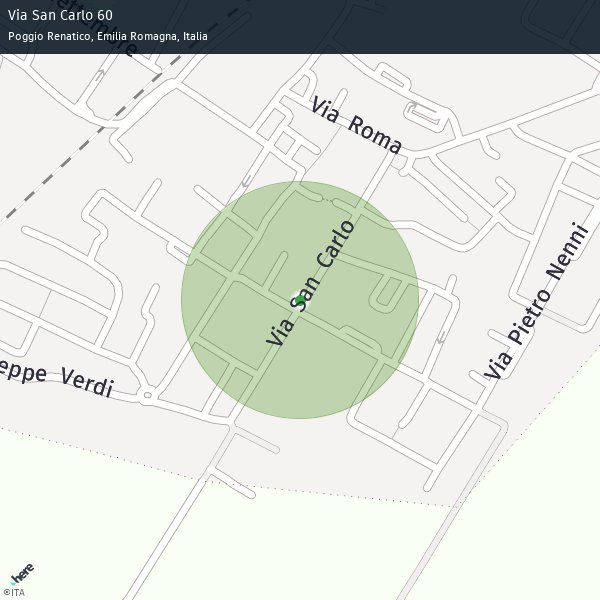 Via San Carlo 60
Poggio Renatico, Emilia Romagna, Italia
ettembre
Via Roma
Via San Carlo
Via Pietro Nenni
eppe Verdi
here
©ITA